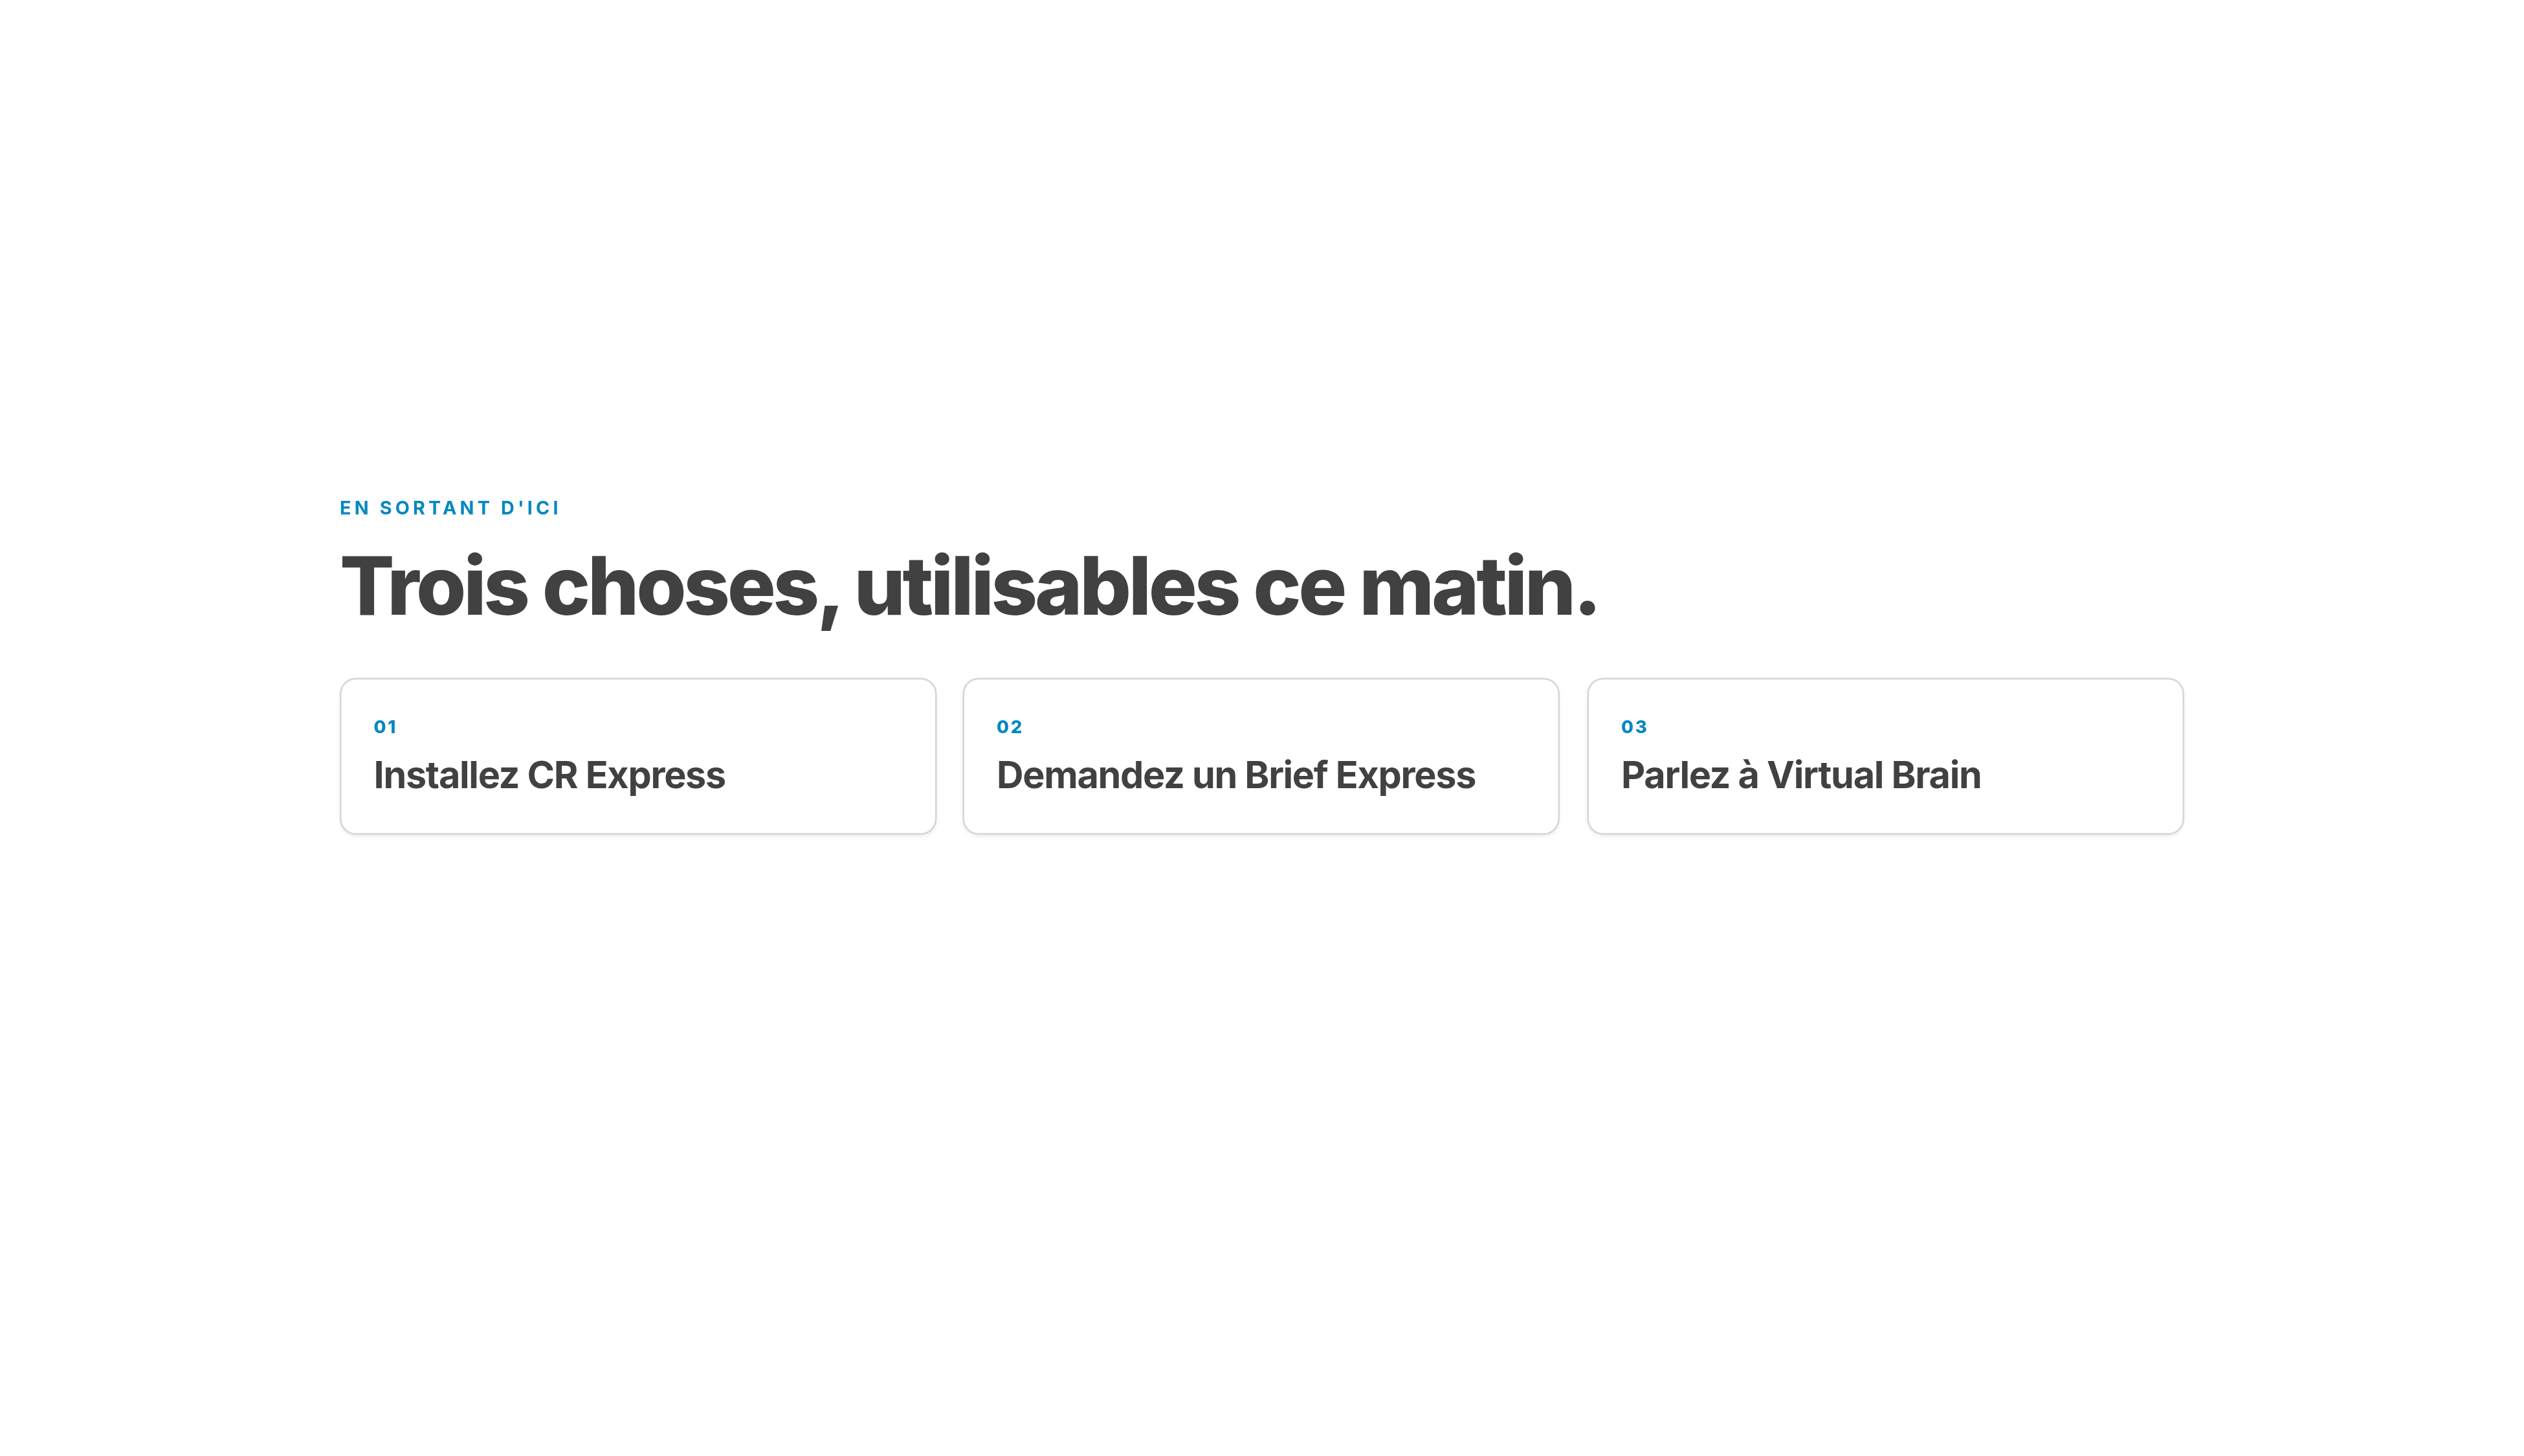 EN SORTANT D'ICI
Trois choses, utilisables ce matin.
01
Installez CR Express
02
Demandez un Brief Express
03
Parlez à Virtual Brain